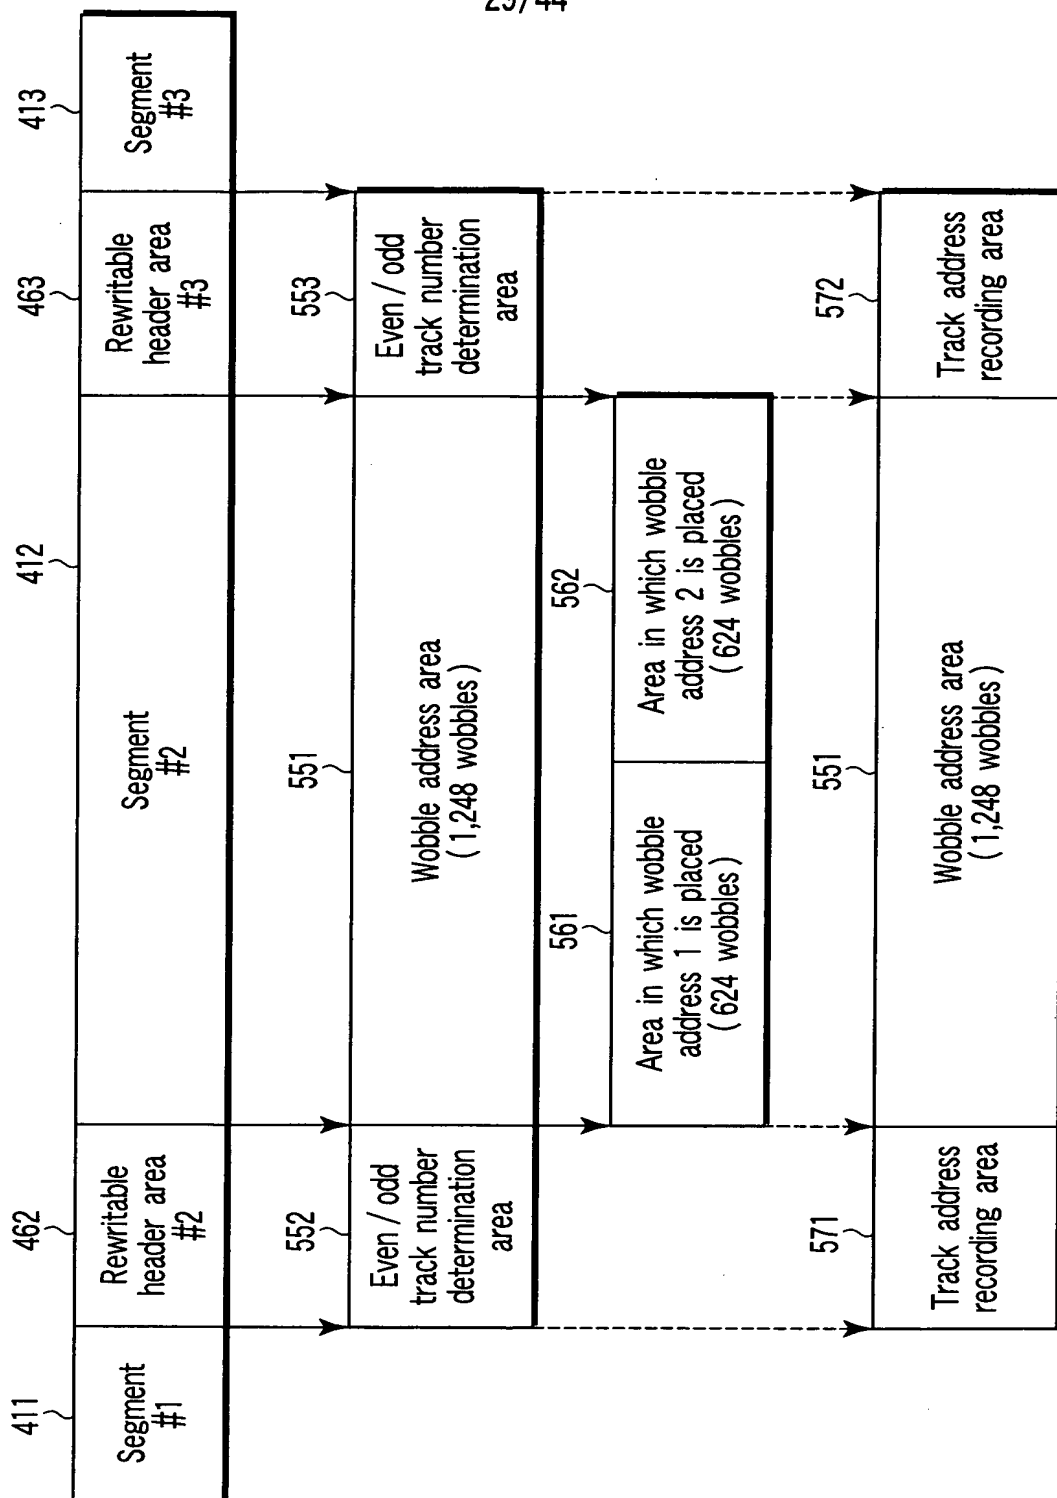 29/44
411
Segment
#1
462
Rewritable
header area
#2
412
Segment
#2
463
Rewritable
header area
#3
413
Segment
#3
552
Even / odd
track number
determination
area
551
Wobble address area
( 1,248 wobbles )
553
Even / odd
track number
determination
area
561
Area in which wobble
address 1 is placed
( 624 wobbles )
562
Area in which wobble
address 2 is placed
( 624 wobbles )
571
Track address
recording area
551
Wobble address area
( 1,248 wobbles )
572
Track address
recording area